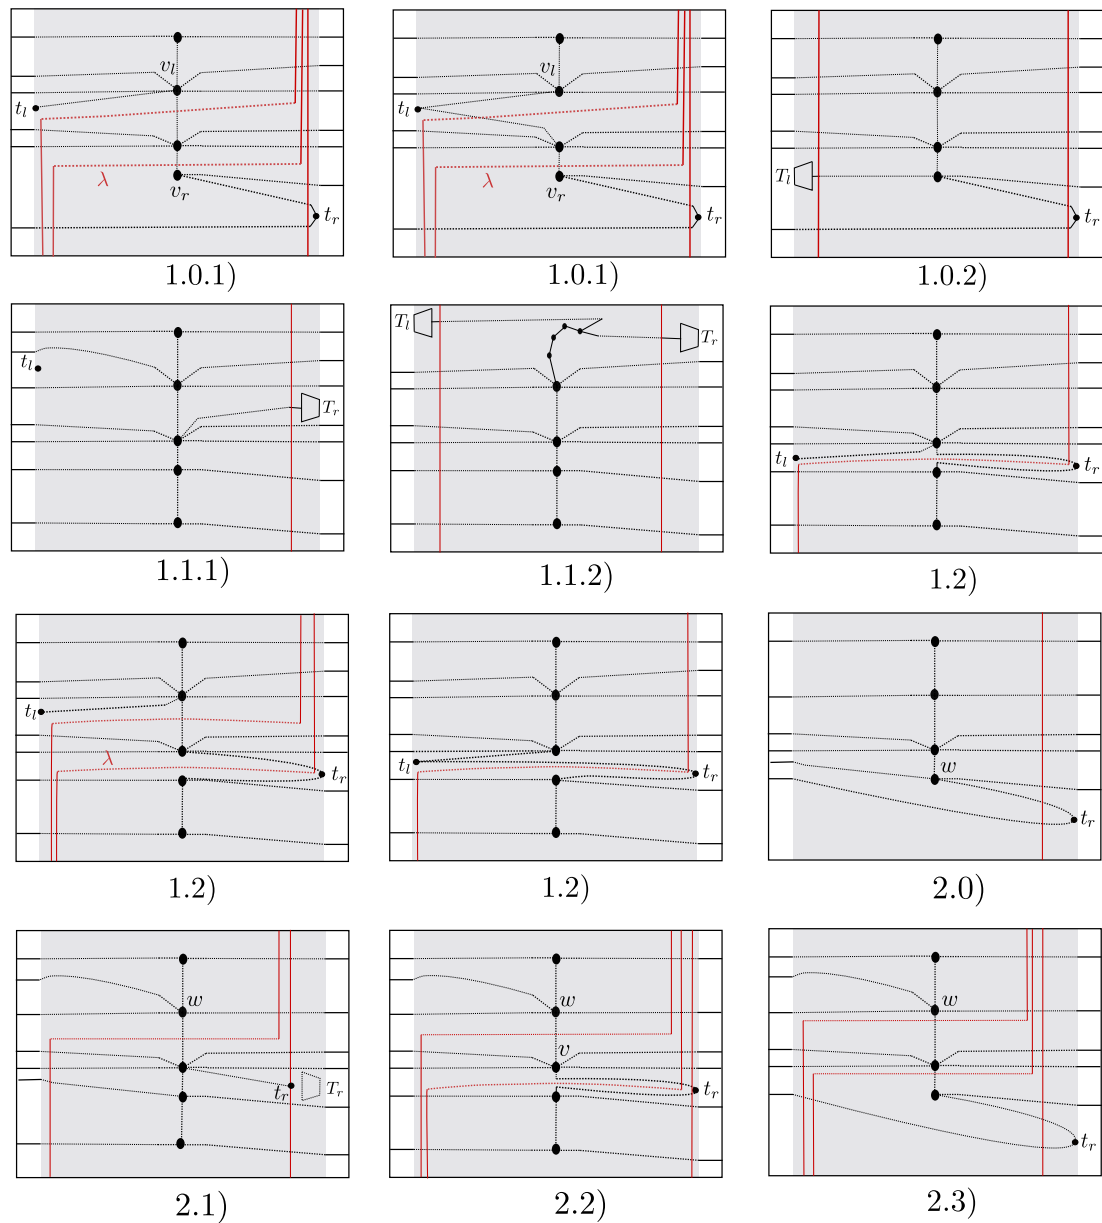 v_l
t_l
λ
v_r
t_r
1.0.1)
v_l
t_l
λ
v_r
t_r
1.0.1)
T_l
t_r
1.0.2)
t_l
T_r
1.1.1)
T_l
T_r
1.1.2)
t_l
t_r
1.2)
t_l
λ
t_r
1.2)
t_l
t_r
1.2)
w
t_r
2.0)
w
t_r
T_r
2.1)
w
v
t_r
2.2)
w
t_r
2.3)